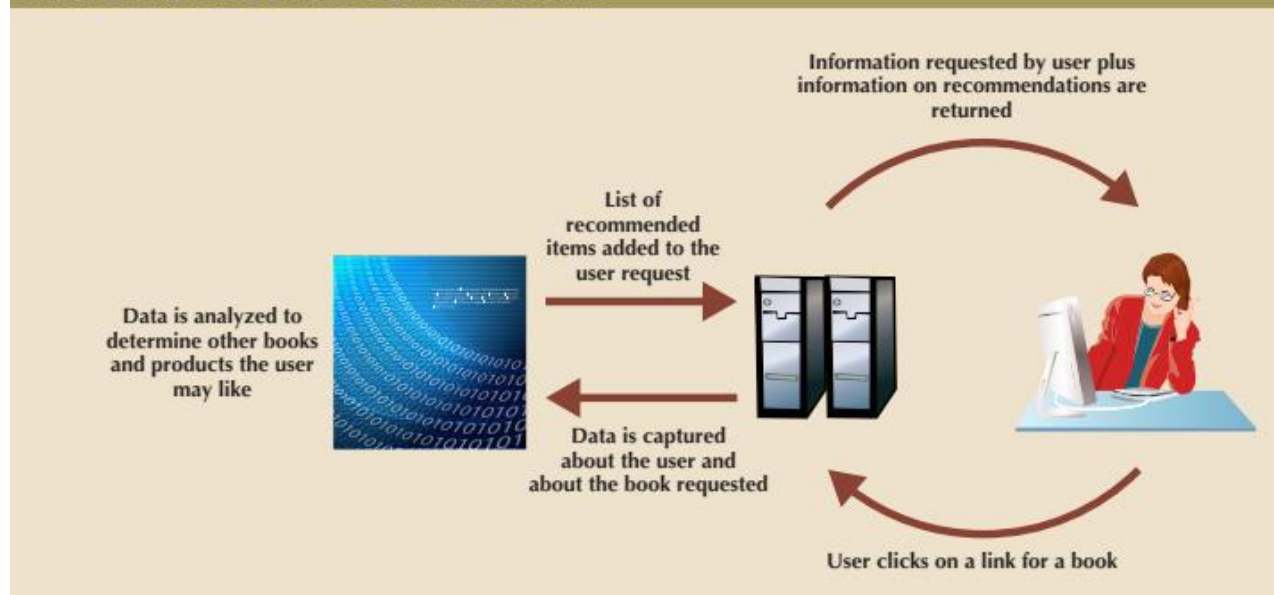 Information requested by user plus
information on recommendations are
returned
List of
recommended
items added to the
user request
Data is analyzed to
determine other books
and products the user
may like
Data is captured
about the user and
about the book requested
User clicks on a link for a book